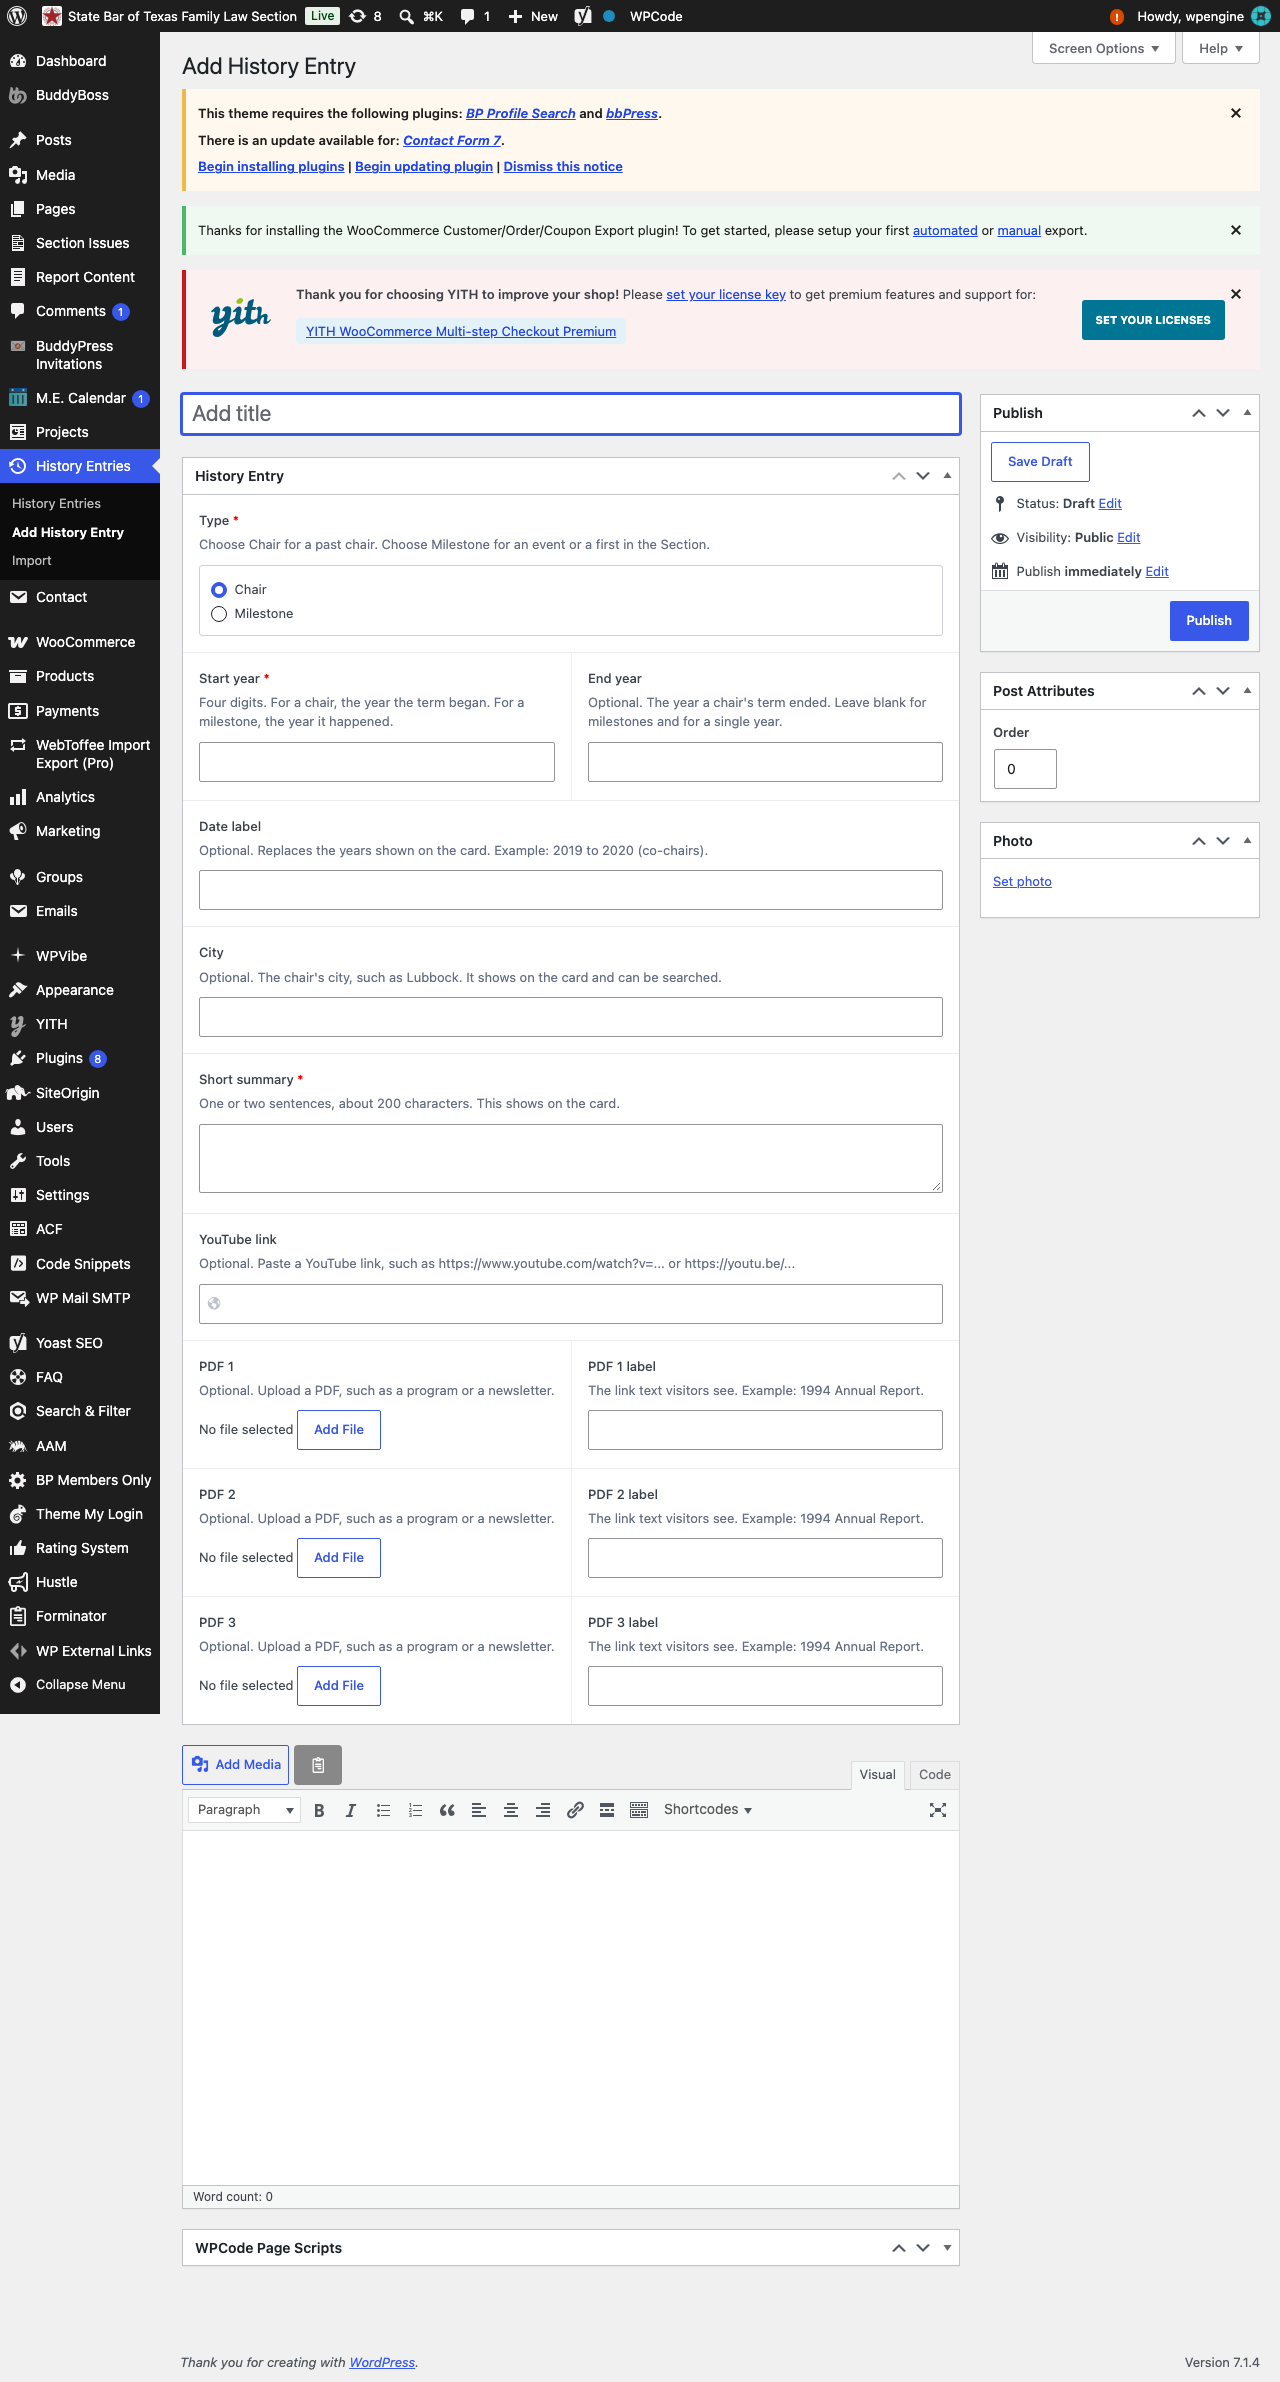 State Bar of Texas Family Law Section Live 8 ⌘K 1 New WPCode Howdy, wpengine
Screen Options Help
Dashboard
BuddyBoss
Posts
Media
Pages
Section Issues
Report Content
Comments 1
BuddyPress
Invitations
M.E. Calendar 1
Projects
History Entries
History Entries
Add History Entry
Import
Contact
WooCommerce
Products
Payments
WebToffee Import
Export (Pro)
Analytics
Marketing
Groups
Emails
WPVibe
Appearance
YITH
Plugins 8
SiteOrigin
Users
Tools
Settings
ACF
Code Snippets
WP Mail SMTP
Yoast SEO
FAQ
Search & Filter
AAM
BP Members Only
Theme My Login
Rating System
Hustle
Forminator
WP External Links
Collapse Menu
Add History Entry
This theme requires the following plugins: BP Profile Search and bbPress.
There is an update available for: Contact Form 7.
Begin installing plugins | Begin updating plugin | Dismiss this notice
Thanks for installing the WooCommerce Customer/Order/Coupon Export plugin! To get started, please setup your first automated or manual export.
yith
Thank you for choosing YITH to improve your shop! Please set your license key to get premium features and support for:
YITH WooCommerce Multi-step Checkout Premium
SET YOUR LICENSES
Add title
History Entry
Type *
Choose Chair for a past chair. Choose Milestone for an event or a first in the Section.
Chair
Milestone
Start year *
Four digits. For a chair, the year the term began. For a
milestone, the year it happened.
End year
Optional. The year a chair's term ended. Leave blank for
milestones and for a single year.
Date label
Optional. Replaces the years shown on the card. Example: 2019 to 2020 (co-chairs).
City
Optional. The chair's city, such as Lubbock. It shows on the card and can be searched.
Short summary *
One or two sentences, about 200 characters. This shows on the card.
YouTube link
Optional. Paste a YouTube link, such as https://www.youtube.com/watch?v=... or https://youtu.be/...
PDF 1
Optional. Upload a PDF, such as a program or a newsletter.
No file selected Add File
PDF 1 label
The link text visitors see. Example: 1994 Annual Report.
PDF 2
Optional. Upload a PDF, such as a program or a newsletter.
No file selected Add File
PDF 2 label
The link text visitors see. Example: 1994 Annual Report.
PDF 3
Optional. Upload a PDF, such as a program or a newsletter.
No file selected Add File
PDF 3 label
The link text visitors see. Example: 1994 Annual Report.
Add Media
Visual Code
Paragraph B I Shortcodes
Word count: 0
WPCode Page Scripts
Publish
Save Draft
Status: Draft Edit
Visibility: Public Edit
Publish immediately Edit
Publish
Post Attributes
Order
0
Photo
Set photo
Thank you for creating with WordPress.
Version 7.1.4